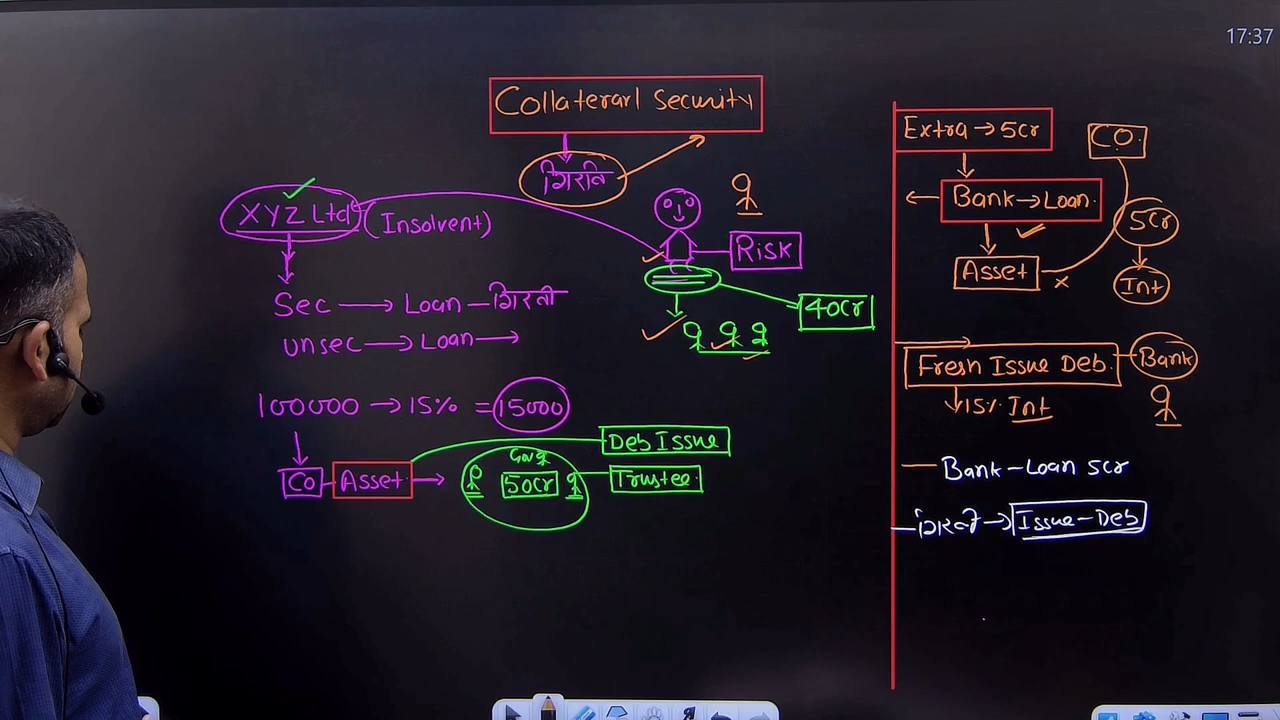 17:37
Collaterarl Security
गिरवी
XYZ Ltd (Insolvent)
Risk
Sec → Loan – गिरवी
unsec → Loan →
40cr
100000 → 15% = 15000
Co Asset →
50cr
Deb Issue
Trustee
Extra → 5Cr
CO.
Bank → Loan.
5Cr
Asset x
Int
Fresh Issue Deb. Bank
15% Int
Bank – Loan 5cr
→ Issue – Deb